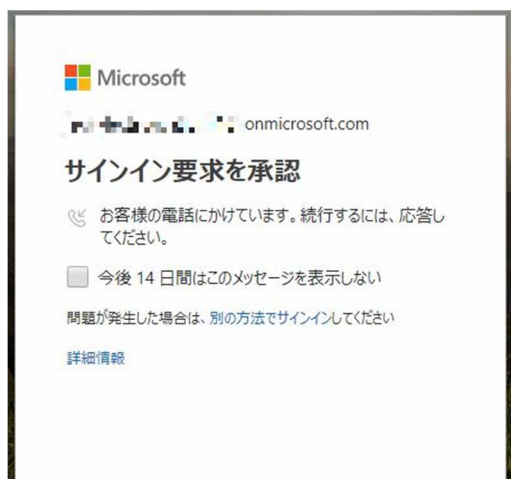 Microsoft
onmicrosoft.com
サインイン要求を承認
お客様の電話にかけています。続行するには、応答し
てください。
今後 14 日間はこのメッセージを表示しない
問題が発生した場合は、別の方法でサインインしてください
詳細情報